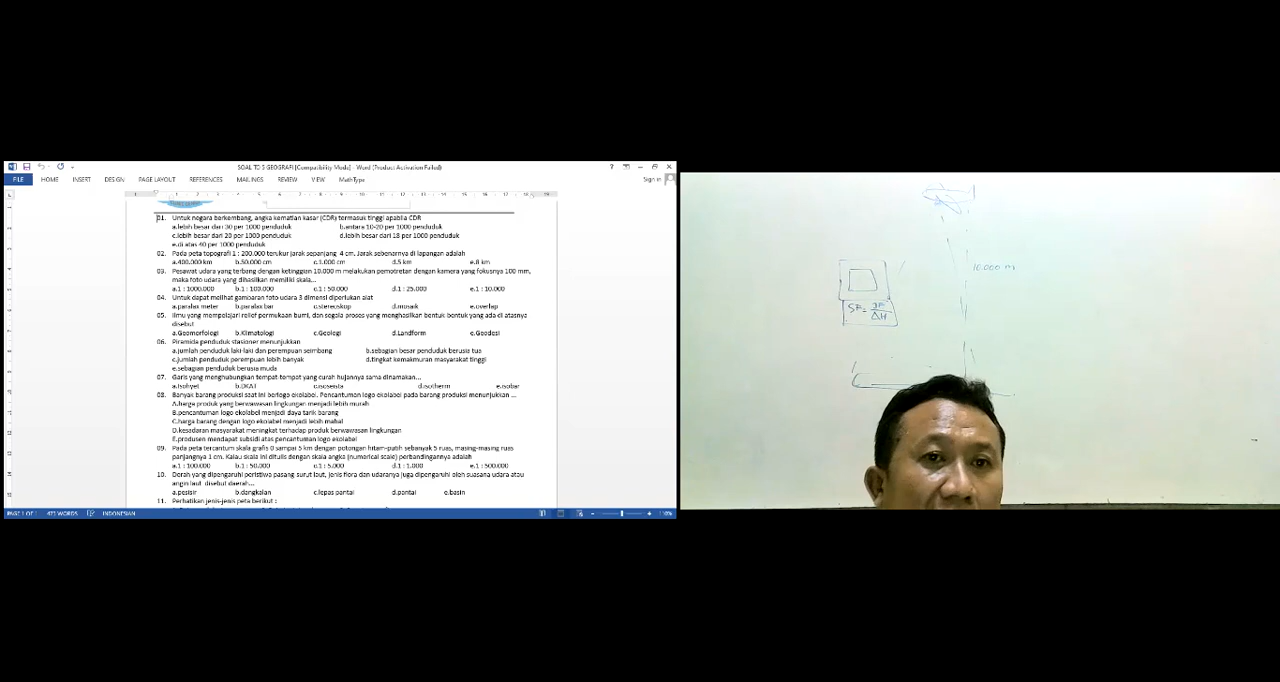 SOAL TO 5 GEOGRAFI [Compatibility Mode] - Word (Product Activation Failed)
FILE HOME INSERT DESIGN PAGE LAYOUT REFERENCES MAILINGS REVIEW VIEW MathType Sign in
01. Untuk negara berkembang, angka kematian kasar (CDR) termasuk tinggi apabila CDR
a.lebih besar dari 30 per 1000 penduduk b.antara 10-20 per 1000 penduduk
c.lebih besar dari 20 per 1000 penduduk d.lebih besar dari 18 per 1000 penduduk
e.di atas 40 per 1000 penduduk
02. Pada peta topografi 1 : 200.000 terukur jarak sepanjang 4 cm. Jarak sebenarnya di lapangan adalah
a.400.000 km b.50.000 cm c.1.000 cm d.5 km e.8 km
03. Pesawat udara yang terbang dengan ketinggian 10.000 m melakukan pemotretan dengan kamera yang fokusnya 100 mm,
maka foto udara yang dihasilkan memiliki skala...
a.1 : 1000.000 b.1 : 100.000 c.1 : 50.000 d.1 : 25.000 e.1 : 10.000
04. Untuk dapat melihat gambaran foto udara 3 dimensi diperlukan alat
a.paralax meter b.paralax bar c.stereoskop d.mosaik e.overlap
05. Ilmu yang mempelajari relief permukaan bumi, dan segala proses yang menghasilkan bentuk-bentuk yang ada di atasnya
disebut
a.Geomorfologi b.Klimatologi c.Geologi d.Landform e.Geodesi
06. Piramida penduduk stasioner menunjukkan
a.jumlah penduduk laki-laki dan perempuan seimbang b.sebagian besar penduduk berusia tua
c.jumlah penduduk perempuan lebih banyak d.tingkat kemakmuran masyarakat tinggi
e.sebagian penduduk berusia muda
07. Garis yang menghubungkan tempat-tempat yang curah hujannya sama dinamakan...
a.Isohyet b.DKAT c.isoseista d.isotherm e.isobar
08. Banyak barang produksi saat ini berlogo ekolabel. Pencantuman logo ekolabel pada barang produksi menunjukkan ...
A.harga produk yang berwawasan lingkungan menjadi lebih murah
B.pencantuman logo ekolabel menjadi daya tarik barang
C.harga barang dengan logo ekolabel menjadi lebih mahal
D.kesadaran masyarakat meningkat terhadap produk berwawasan lingkungan
E.produsen mendapat subsidi atas pencantuman logo ekolabel
09. Pada peta tercantum skala grafis 0 sampai 5 km dengan potongan hitam-putih sebanyak 5 ruas, masing-masing ruas
panjangnya 1 cm. Kalau skala ini ditulis dengan skala angka (numerical scale) perbandingannya adalah
a.1 : 100.000 b.1 : 50.000 c.1 : 5.000 d.1 : 1.000 e.1 : 500.000
10. Derah yang dipengaruhi peristiwa pasang surut laut, jenis flora dan udaranya juga dipengaruhi oleh suasana udara atau
angin laut disebut daerah...
a.pesisir b.dangkalan c.lepas pantai d.pantai e.basin
11. Perhatikan jenis-jenis peta berikut :
PAGE 1 OF 1 471 WORDS INDONESIAN
10.000 m
ΔH